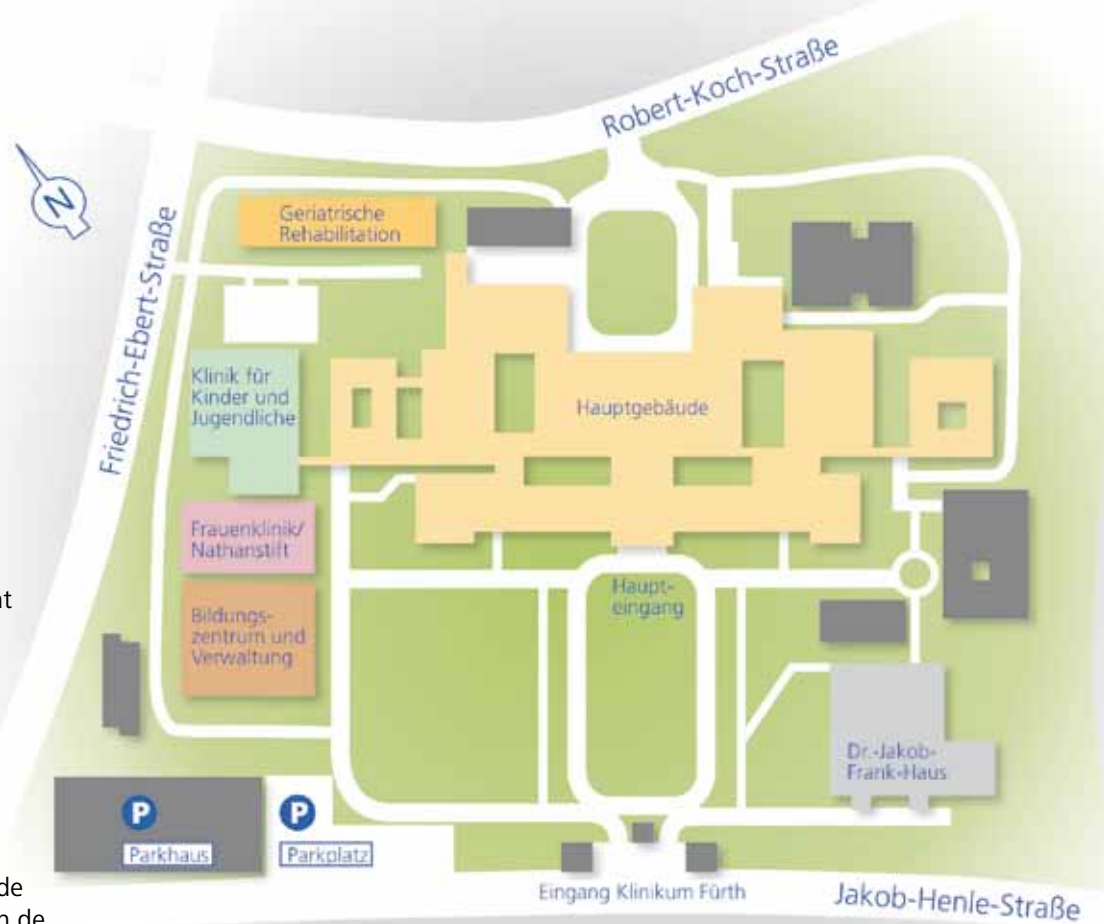 Robert-Koch-Straße
N
Friedrich-Ebert-Straße
Geriatrische
Rehabilitation
Klinik für
Kinder und
Jugendliche
Hauptgebäude
Frauenklinik/
Nathanstift
Haupt-
eingang
Bildungs-
zentrum und
Verwaltung
Dr.-Jakob-
Frank-Haus
P
Parkhaus
P
Parkplatz
Eingang Klinikum Fürth
Jakob-Henle-Straße